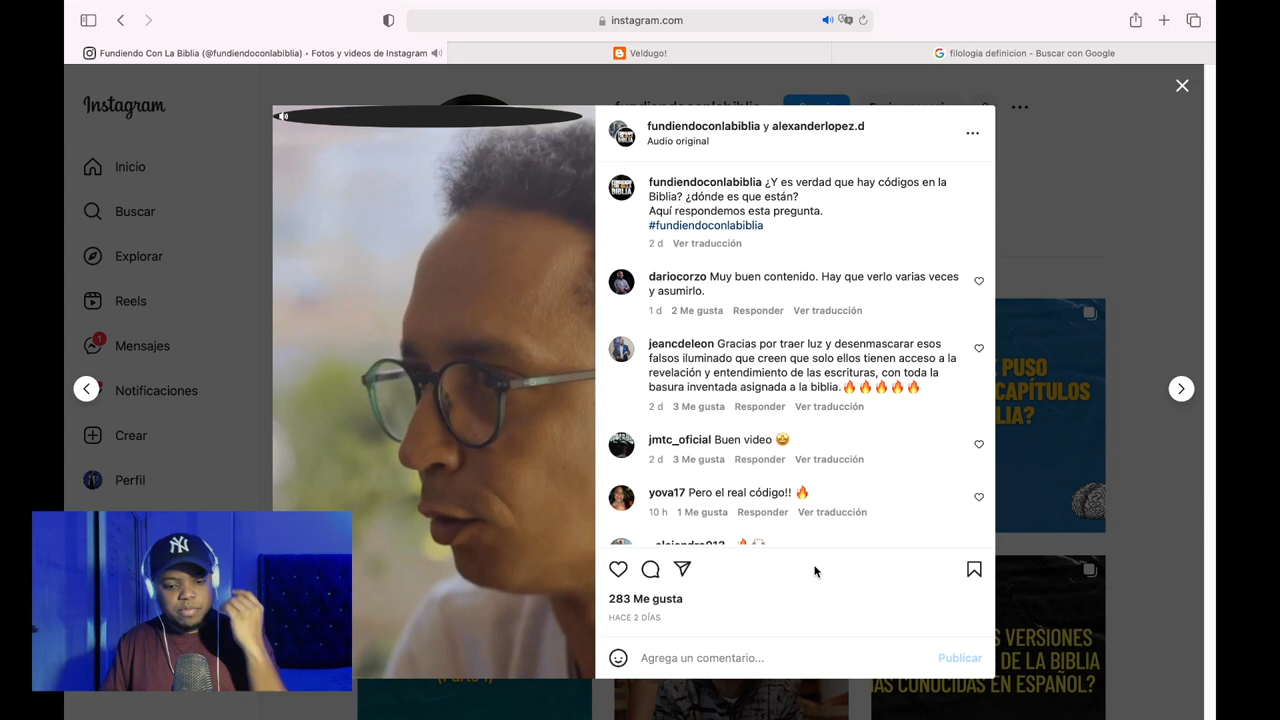 instagram.com
Fundiendo Con La Biblia (@fundiendoconlabiblia) • Fotos y videos de Instagram
Veldugo!
filologia definicion - Buscar con Google
Instagram
Inicio
Buscar
Explorar
Reels
1
Mensajes
Notificaciones
Crear
Perfil
fundiendoconlabiblia y alexanderlopez.d
Audio original
fundiendoconlabiblia ¿Y es verdad que hay códigos en la
Biblia? ¿dónde es que están?
Aquí respondemos esta pregunta.
#fundiendoconlabiblia
2 d Ver traducción
dariocorzo Muy buen contenido. Hay que verlo varias veces
y asumirlo.
1 d 2 Me gusta Responder Ver traducción
jeancdeleon Gracias por traer luz y desenmascarar esos
falsos iluminado que creen que solo ellos tienen acceso a la
revelación y entendimiento de las escrituras, con toda la
basura inventada asignada a la biblia.🔥🔥🔥🔥🔥
2 d 3 Me gusta Responder Ver traducción
jmtc_oficial Buen video 🤩
2 d 3 Me gusta Responder Ver traducción
yova17 Pero el real código!! 🔥
10 h 1 Me gusta Responder Ver traducción
283 Me gusta
HACE 2 DÍAS
Agrega un comentario...
Publicar
PUSO
CAPÍTULOS
VERSIONES
DE LA BIBLIA
CONOCIDAS EN ESPAÑOL?
NY